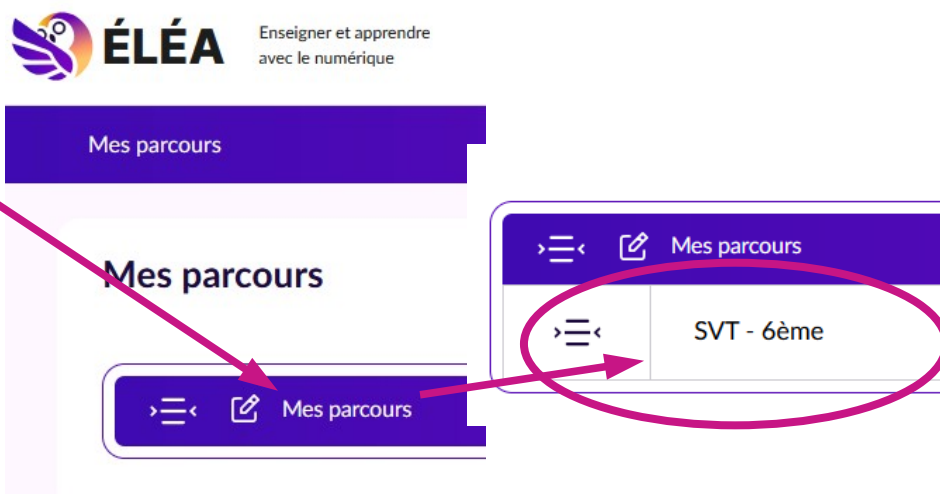 ÉLÉA
Enseigner et apprendre
avec le numérique
Mes parcours
Mes parcours
Mes parcours
Mes parcours
SVT - 6ème